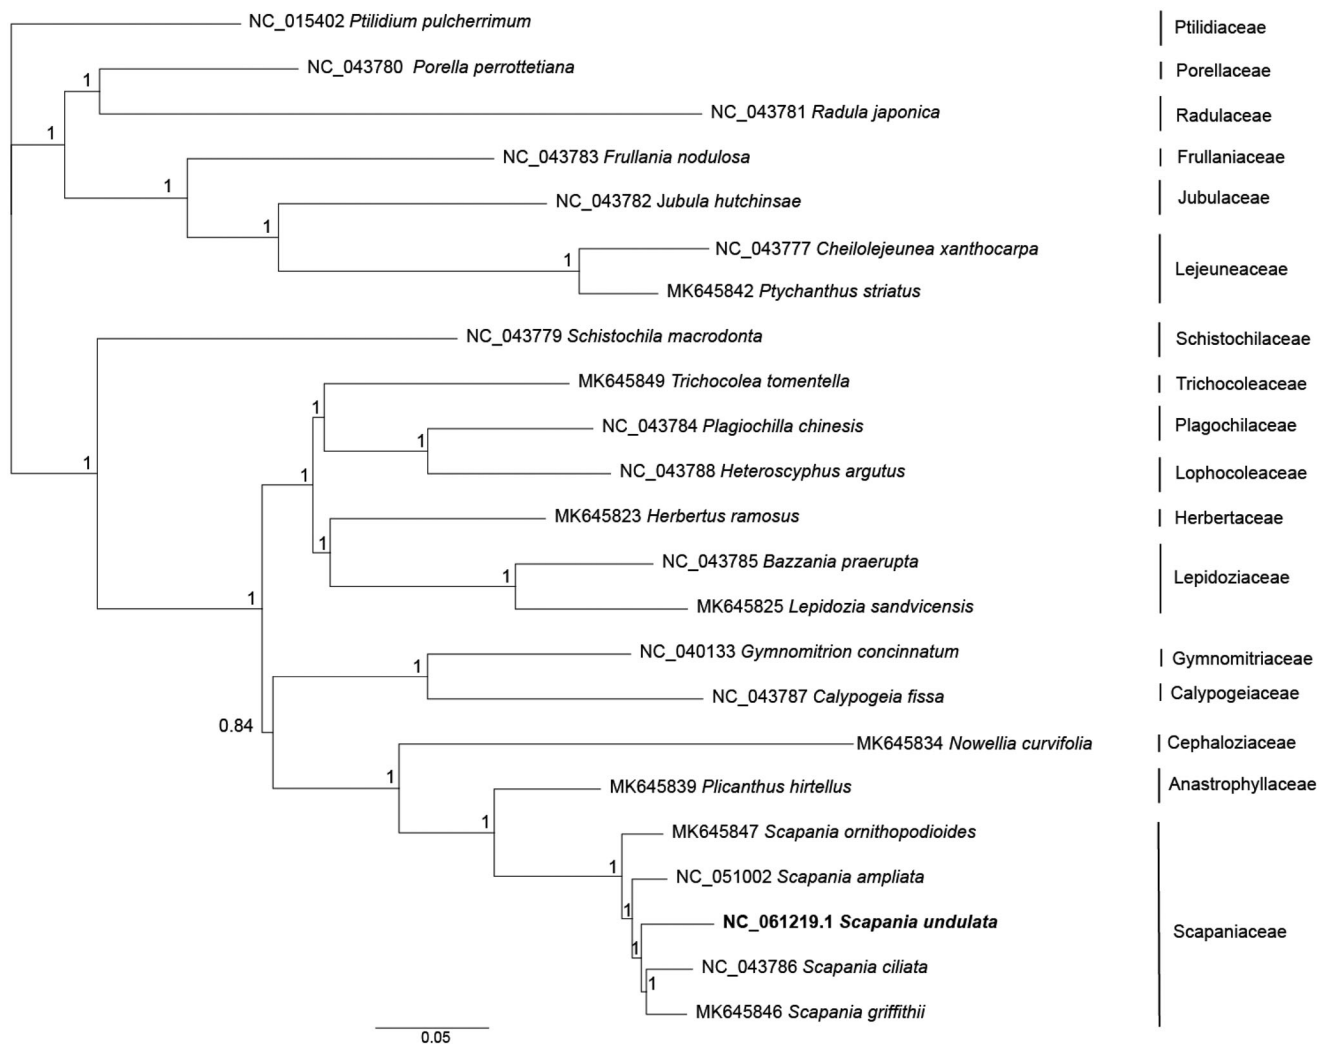 NC_015402 Ptilidium pulcherrimum Ptilidiaceae
NC_043780 Porella perrottetiana Porellaceae
1
NC_043781 Radula japonica Radulaceae
1
NC_043783 Frullania nodulosa Frullaniaceae
1
NC_043782 Jubula hutchinsae Jubulaceae
1
NC_043777 Cheilolejeunea xanthocarpa
1
Lejeuneaceae
MK645842 Ptychanthus striatus
NC_043779 Schistochila macrodonta Schistochilaceae
MK645849 Trichocolea tomentella Trichocoleaceae
1
NC_043784 Plagiochilla chinesis Plagochilaceae
1
1
NC_043788 Heteroscyphus argutus Lophocoleaceae
1
MK645823 Herbertus ramosus Herbertaceae
1
NC_043785 Bazzania praerupta
1
Lepidoziaceae
1
MK645825 Lepidozia sandvicensis
NC_040133 Gymnomitrion concinnatum Gymnomitriaceae
1
NC_043787 Calypogeia fissa Calypogeiaceae
0.84
MK645834 Nowellia curvifolia Cephaloziaceae
1
MK645839 Plicanthus hirtellus Anastrophyllaceae
1
MK645847 Scapania ornithopodioides
1
NC_051002 Scapania ampliata
1
NC_061219.1 Scapania undulata
Scapaniaceae
1
NC_043786 Scapania ciliata
1
MK645846 Scapania griffithii
0.05